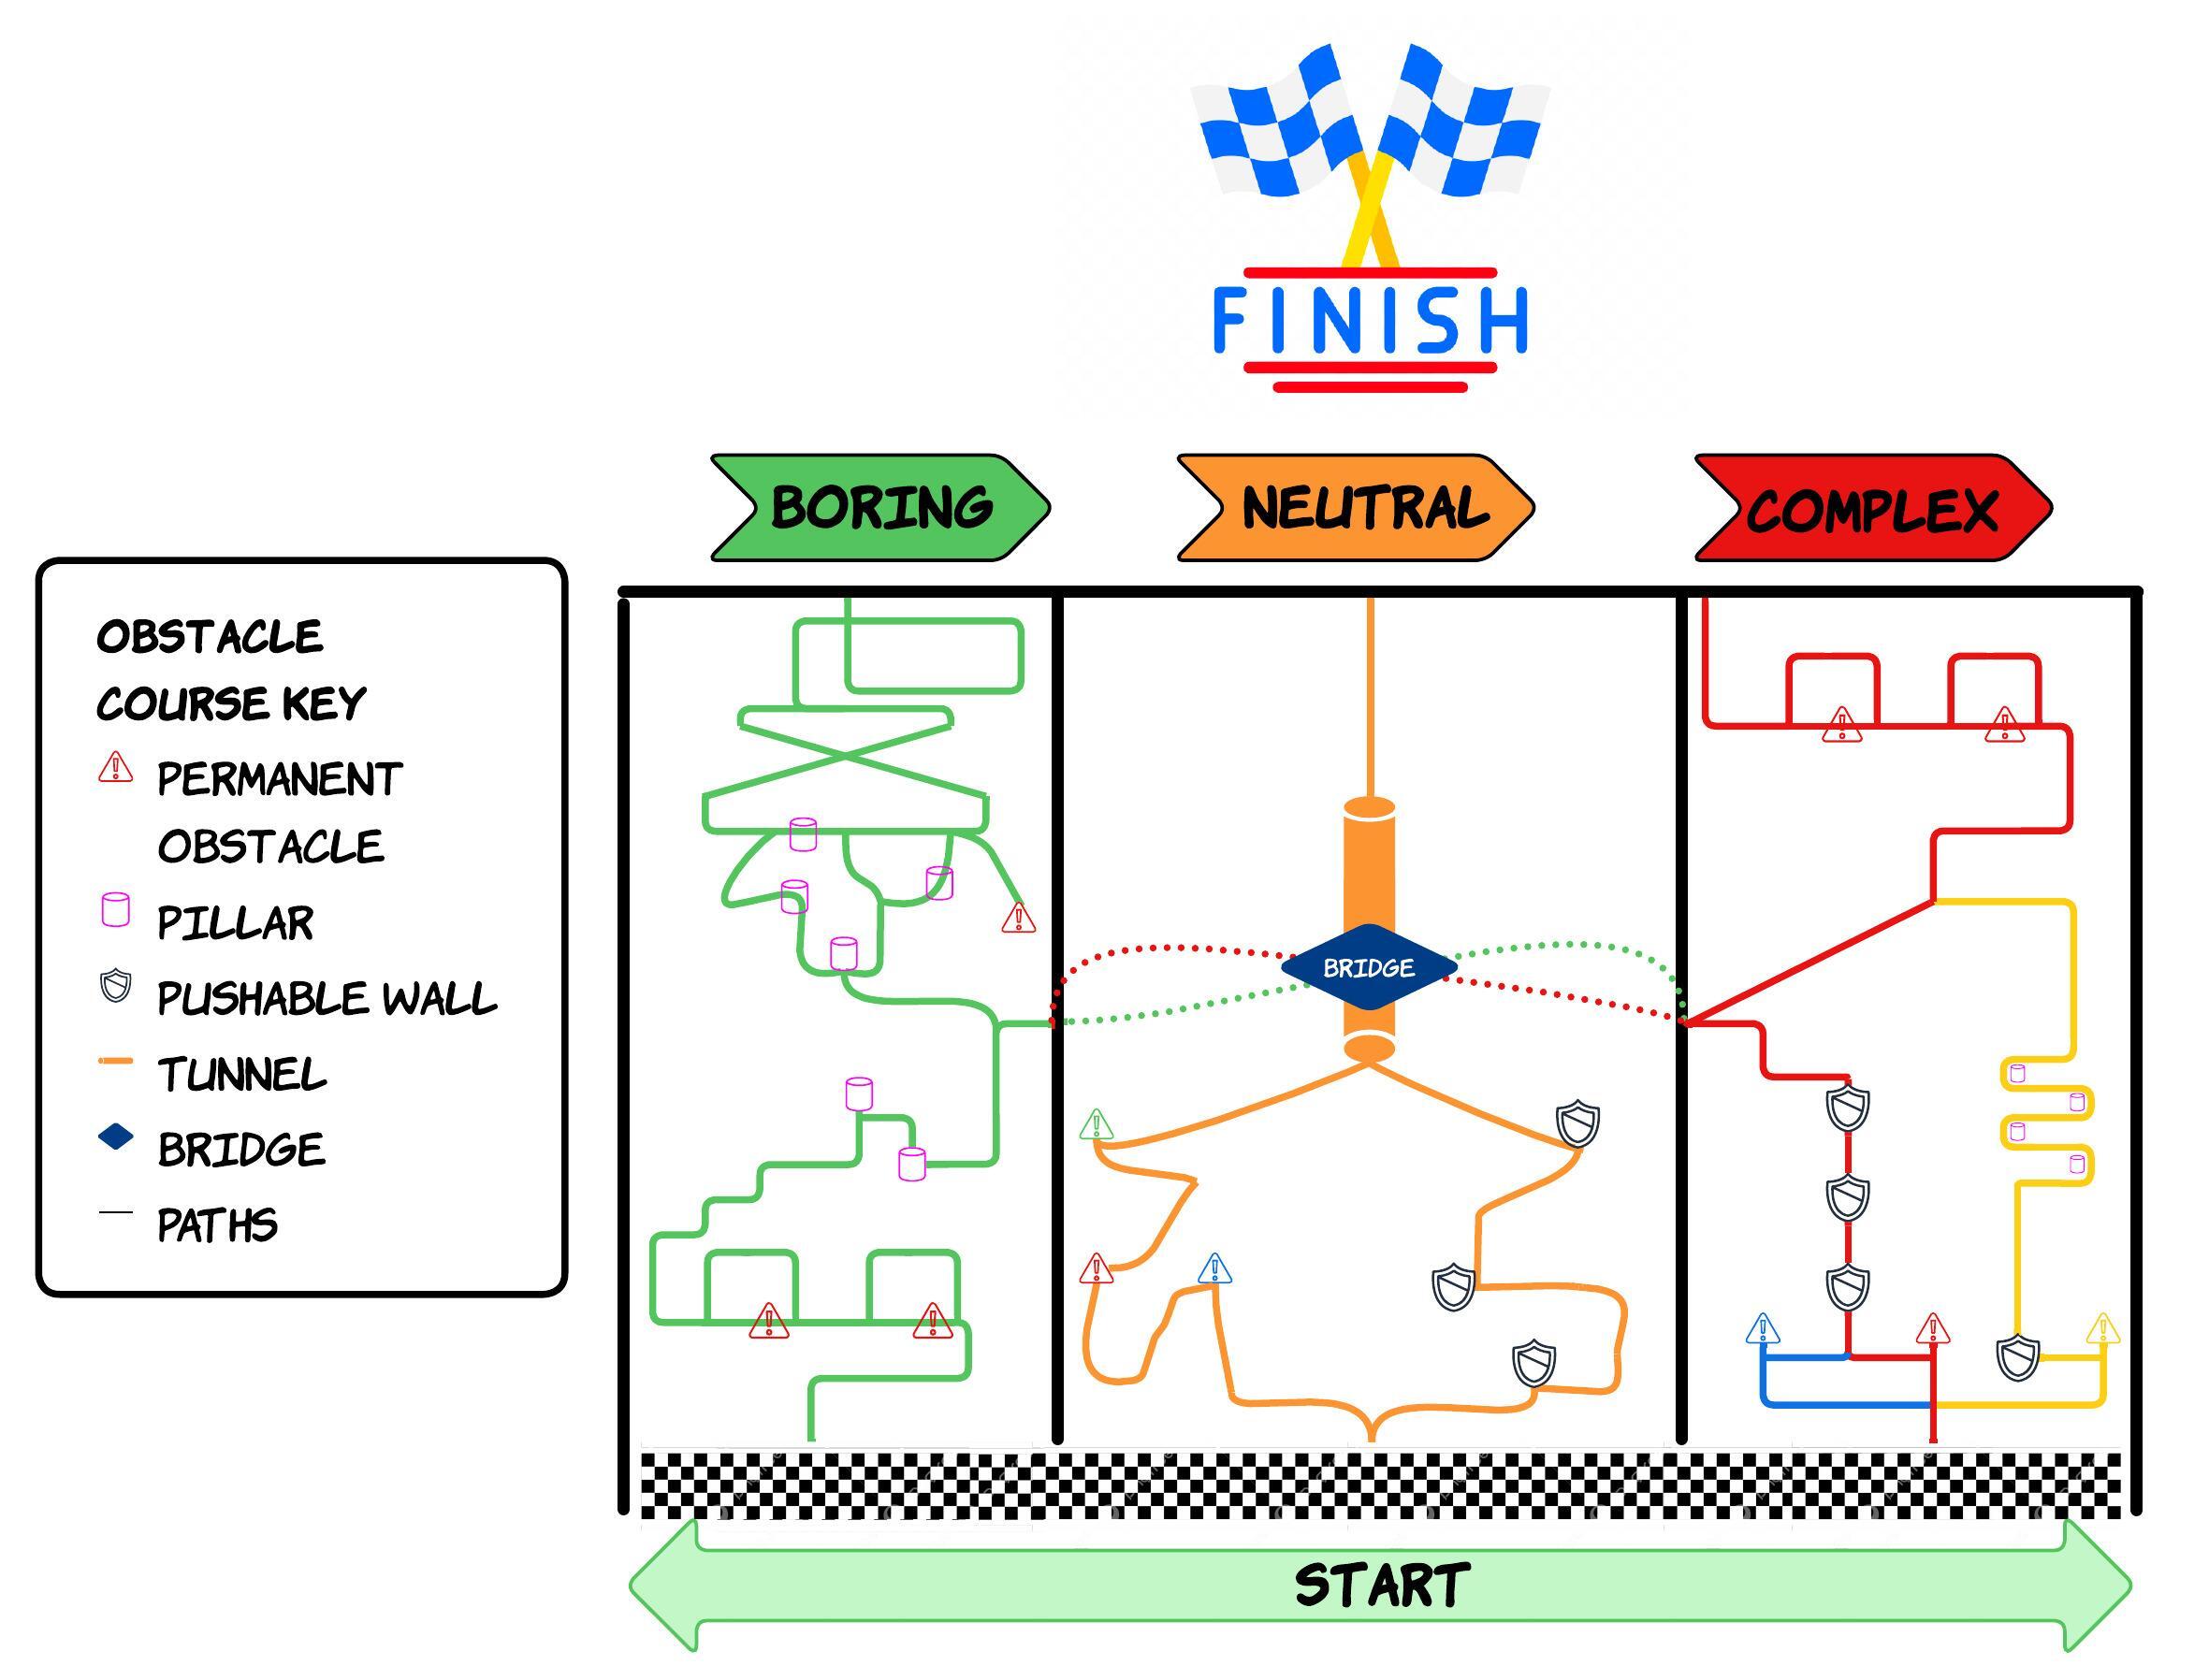 FINISH
BORING
NEUTRAL
COMPLEX
OBSTACLE
COURSE KEY
PERMANENT
OBSTACLE
PILLAR
PUSHABLE WALL
TUNNEL
BRIDGE
PATHS
BRIDGE
START